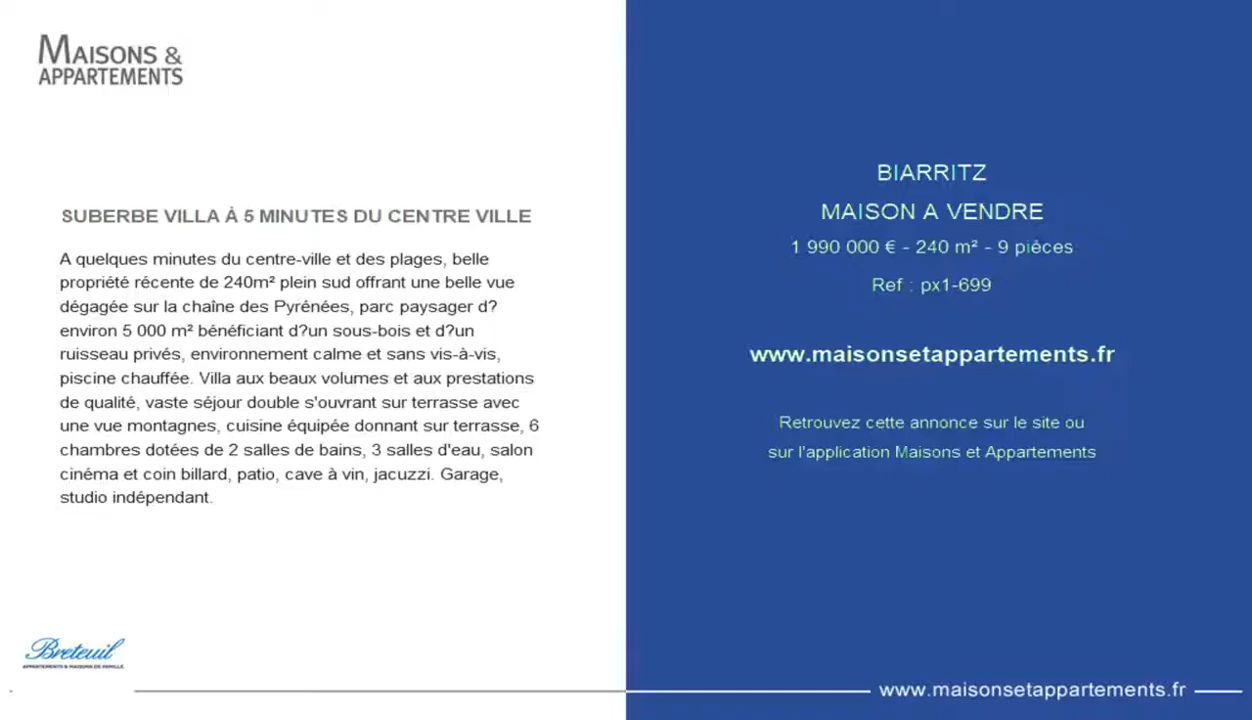 MAISONS &
APPARTEMENTS
SUBERBE VILLA À 5 MINUTES DU CENTRE VILLE
A quelques minutes du centre-ville et des plages, belle
propriété récente de 240m² plein sud offrant une belle vue
dégagée sur la chaîne des Pyrénées, parc paysager d?
environ 5 000 m² bénéficiant d?un sous-bois et d?un
ruisseau privés, environnement calme et sans vis-à-vis,
piscine chauffée. Villa aux beaux volumes et aux prestations
de qualité, vaste séjour double s'ouvrant sur terrasse avec
une vue montagnes, cuisine équipée donnant sur terrasse, 6
chambres dotées de 2 salles de bains, 3 salles d'eau, salon
cinéma et coin billard, patio, cave à vin, jacuzzi. Garage,
studio indépendant.
Breteuil
APPARTEMENTS & MAISONS DE FAMILLE
BIARRITZ
MAISON A VENDRE
1 990 000 € - 240 m² - 9 pièces
Ref : px1-699
www.maisonsetappartements.fr
Retrouvez cette annonce sur le site ou
sur l'application Maisons et Appartements
www.maisonsetappartements.fr